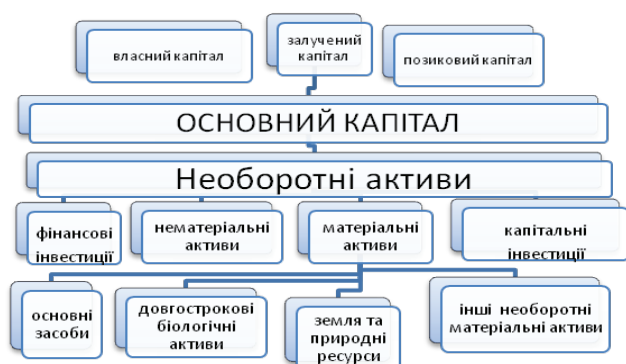 власний капітал
залучений
капітал
позиковий капітал
ОСНОВНИЙ КАПІТАЛ
Необоротні активи
фінансові
інвестиції
нематеріальні
активи
матеріальні
активи
капітальні
інвестиції
основні
засоби
довгострокові
біологічні
активи
земля та
природні
ресурси
інші необоротні
матеріальні активи